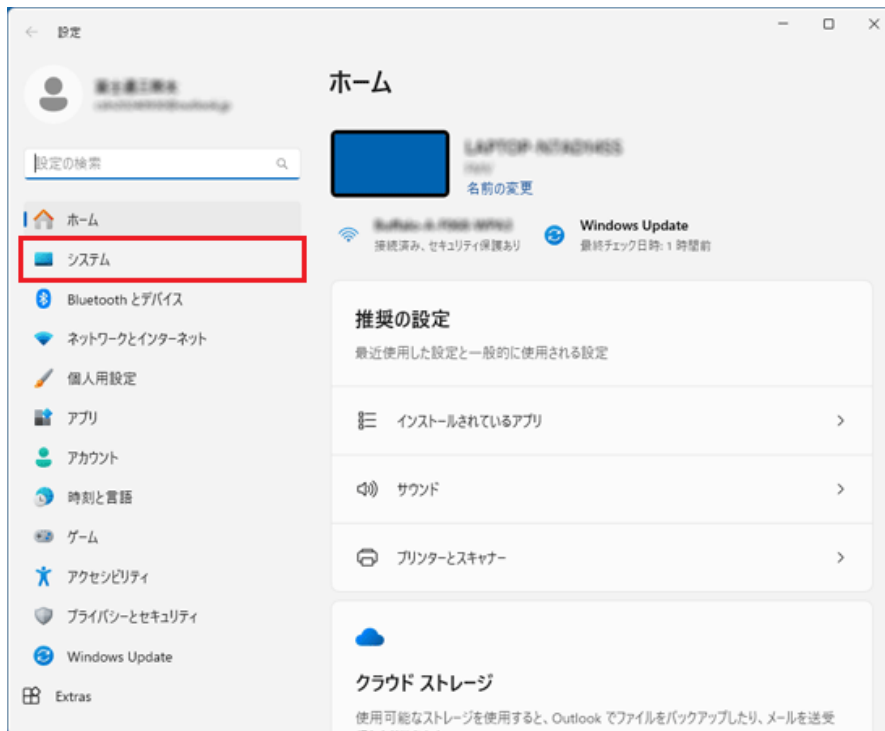 設定
設定の検索
ホーム
システム
Bluetooth とデバイス
ネットワークとインターネット
個人用設定
アプリ
アカウント
時刻と言語
ゲーム
アクセシビリティ
プライバシーとセキュリティ
Windows Update
Extras
ホーム
名前の変更
接続済み、セキュリティ保護あり
Windows Update
最終チェック日時: 1 時間前
推奨の設定
最近使用した設定と一般的に使用される設定
インストールされているアプリ
サウンド
プリンターとスキャナー
クラウド ストレージ
使用可能なストレージを使用すると、Outlook でファイルをバックアップしたり、メールを送受